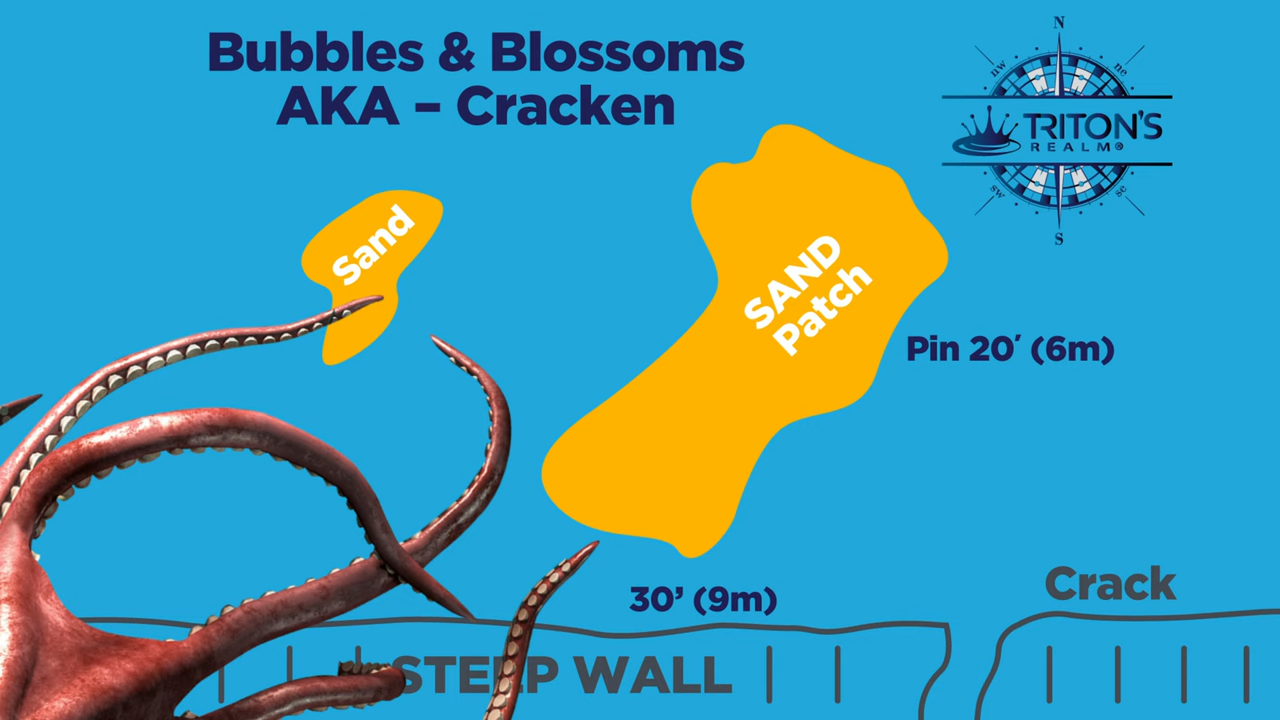 Bubbles & Blossoms
AKA – Cracken
N
nw
ne
TRITON'S
REALM®
sw
se
S
Sand
SAND
Patch
Pin 20′ (6m)
30’ (9m)
Crack
STEEP WALL